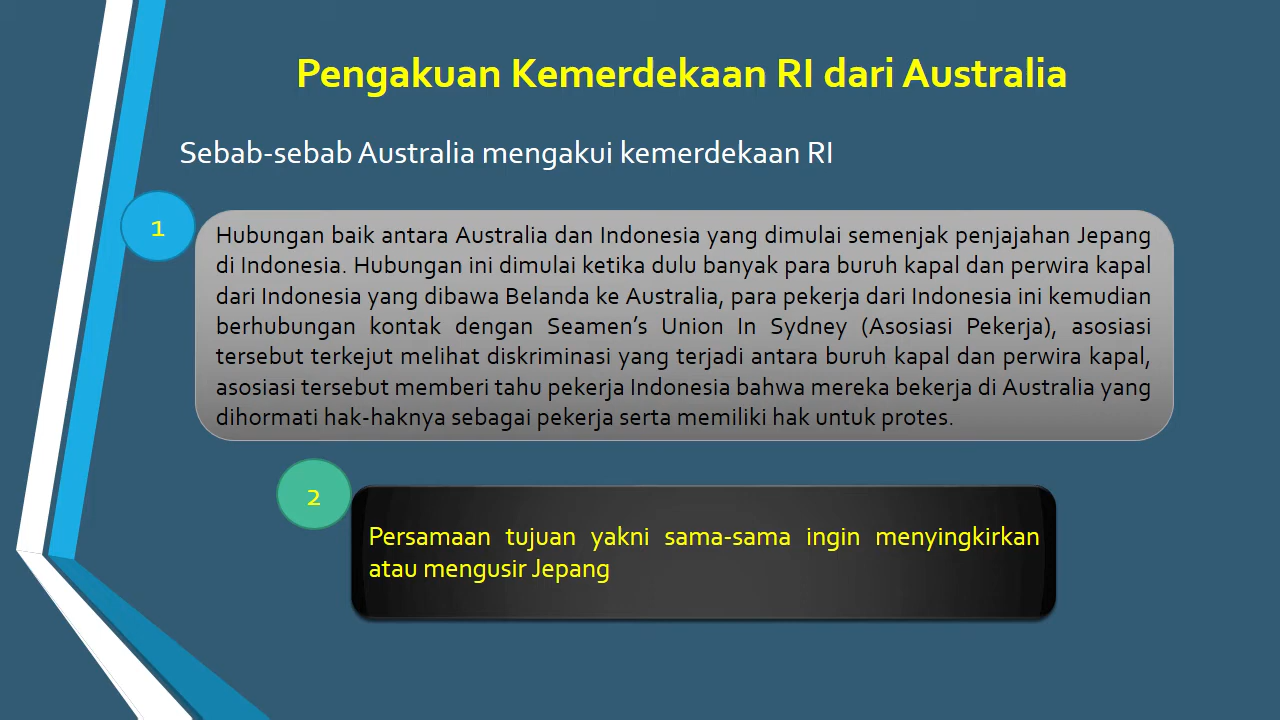 Pengakuan Kemerdekaan RI dari Australia
Sebab-sebab Australia mengakui kemerdekaan RI
1
Hubungan baik antara Australia dan Indonesia yang dimulai semenjak penjajahan Jepang
di Indonesia. Hubungan ini dimulai ketika dulu banyak para buruh kapal dan perwira kapal
dari Indonesia yang dibawa Belanda ke Australia, para pekerja dari Indonesia ini kemudian
berhubungan kontak dengan Seamen’s Union In Sydney (Asosiasi Pekerja), asosiasi
tersebut terkejut melihat diskriminasi yang terjadi antara buruh kapal dan perwira kapal,
asosiasi tersebut memberi tahu pekerja Indonesia bahwa mereka bekerja di Australia yang
dihormati hak-haknya sebagai pekerja serta memiliki hak untuk protes.
2
Persamaan tujuan yakni sama-sama ingin menyingkirkan
atau mengusir Jepang